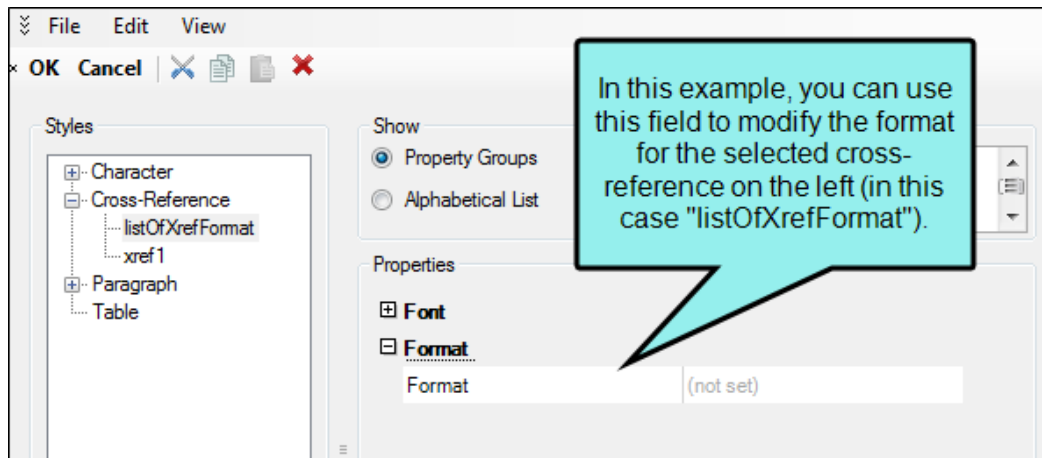 File Edit View
OK Cancel
Styles
Character
Cross-Reference
listOfXrefFormat
xref1
Paragraph
Table
Show
Property Groups
Alphabetical List
Properties
Font
Format
Format (not set)
In this example, you can use
this field to modify the format
for the selected cross-
reference on the left (in this
case "listOfXrefFormat").